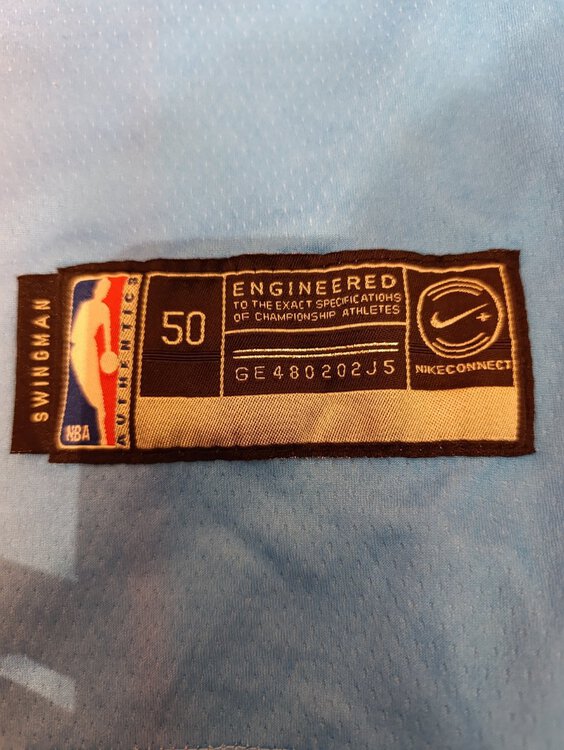 SWINGMAN
NBA
AUTHENTICS
50
ENGINEERED
TO THE EXACT SPECIFICATIONS
OF CHAMPIONSHIP ATHLETES
GE480202J5
NIKECONNECT